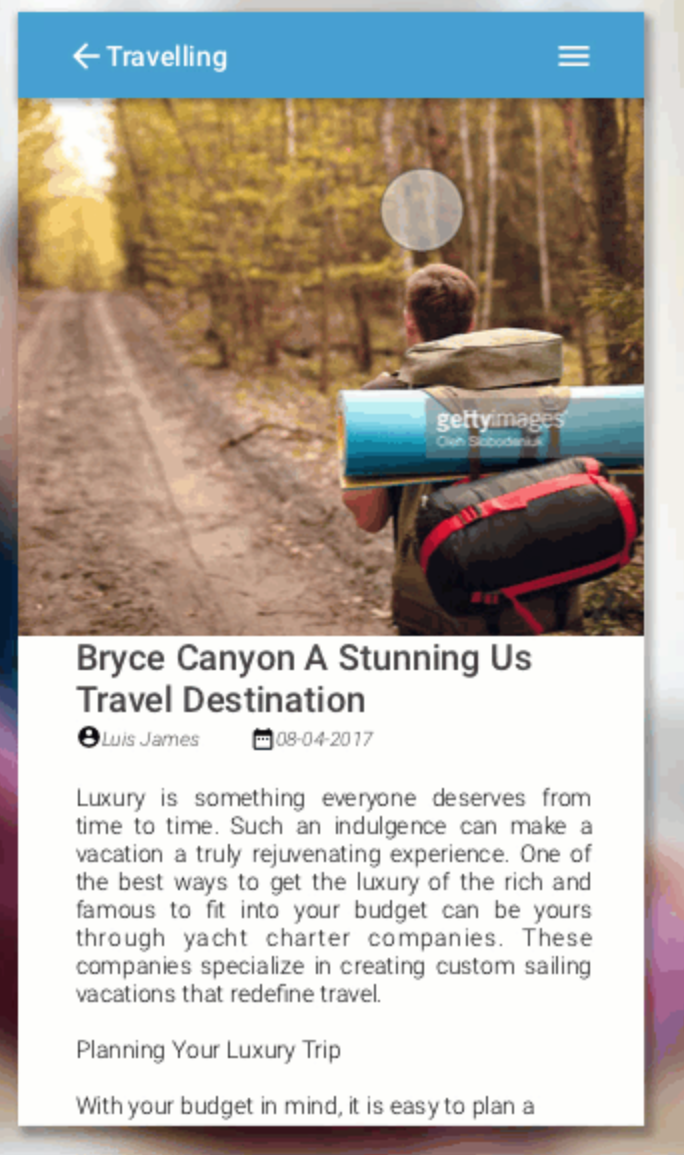 Travelling
gettyimages
Oleh Slobodeniuk
Bryce Canyon A Stunning Us
Travel Destination
Luis James 08-04-2017
Luxury is something everyone deserves from
time to time. Such an indulgence can make a
vacation a truly rejuvenating experience. One of
the best ways to get the luxury of the rich and
famous to fit into your budget can be yours
through yacht charter companies. These
companies specialize in creating custom sailing
vacations that redefine travel.
Planning Your Luxury Trip
With your budget in mind, it is easy to plan a